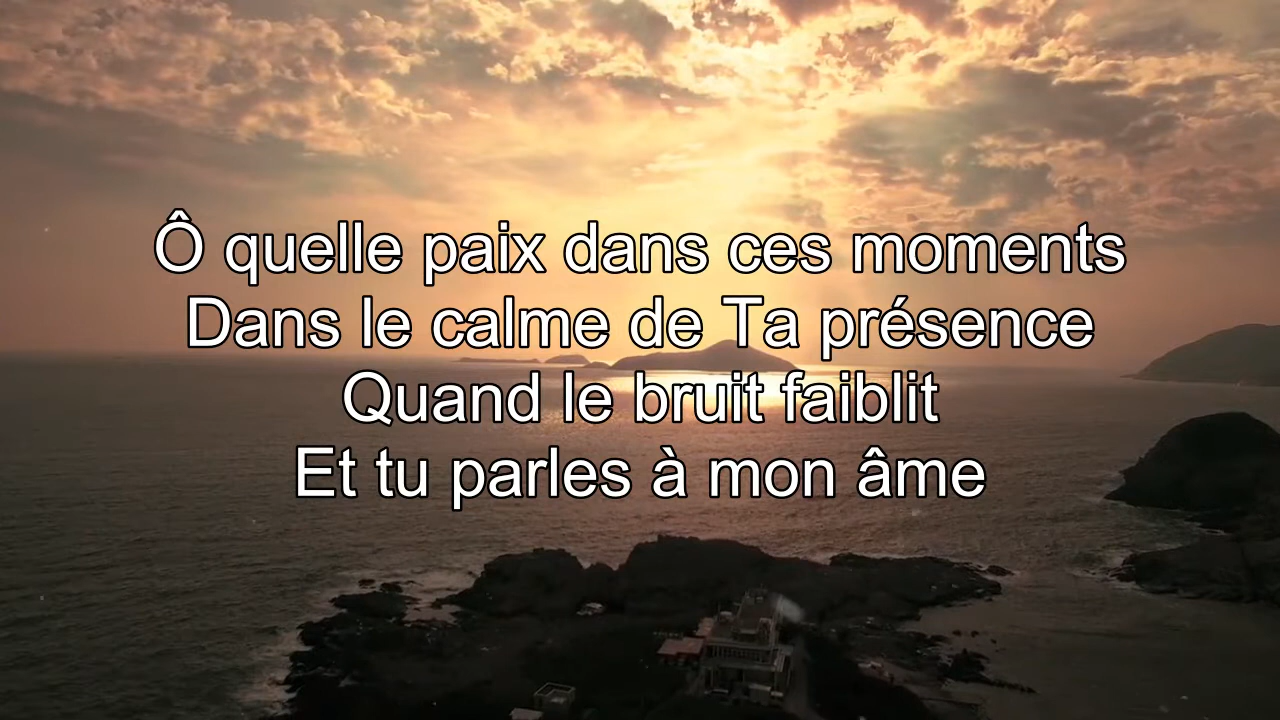 Ô quelle paix dans ces moments
Dans le calme de Ta présence
Quand le bruit faiblit
Et tu parles à mon âme